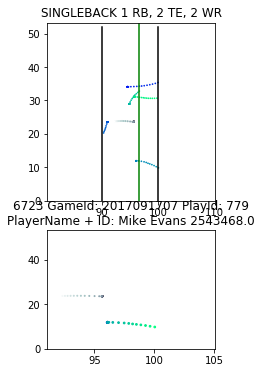 SINGLEBACK 1 RB, 2 TE, 2 WR
50
40
30
20
10
0
90 100 110
6723 GameId: 2017091707 PlayId: 779
PlayerName + ID: Mike Evans 2543468.0
40
20
0
95 100 105